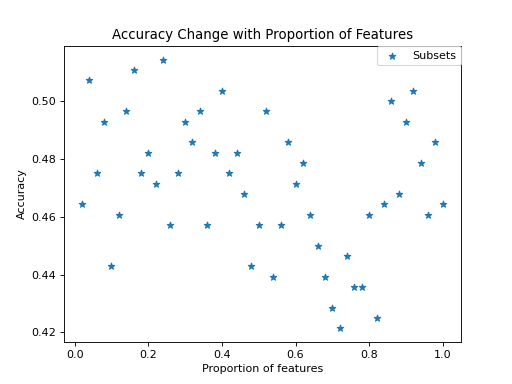 Accuracy Change with Proportion of Features
Subsets
0.50
0.48
0.46
0.44
0.42
Accuracy
0.0 0.2 0.4 0.6 0.8 1.0
Proportion of features